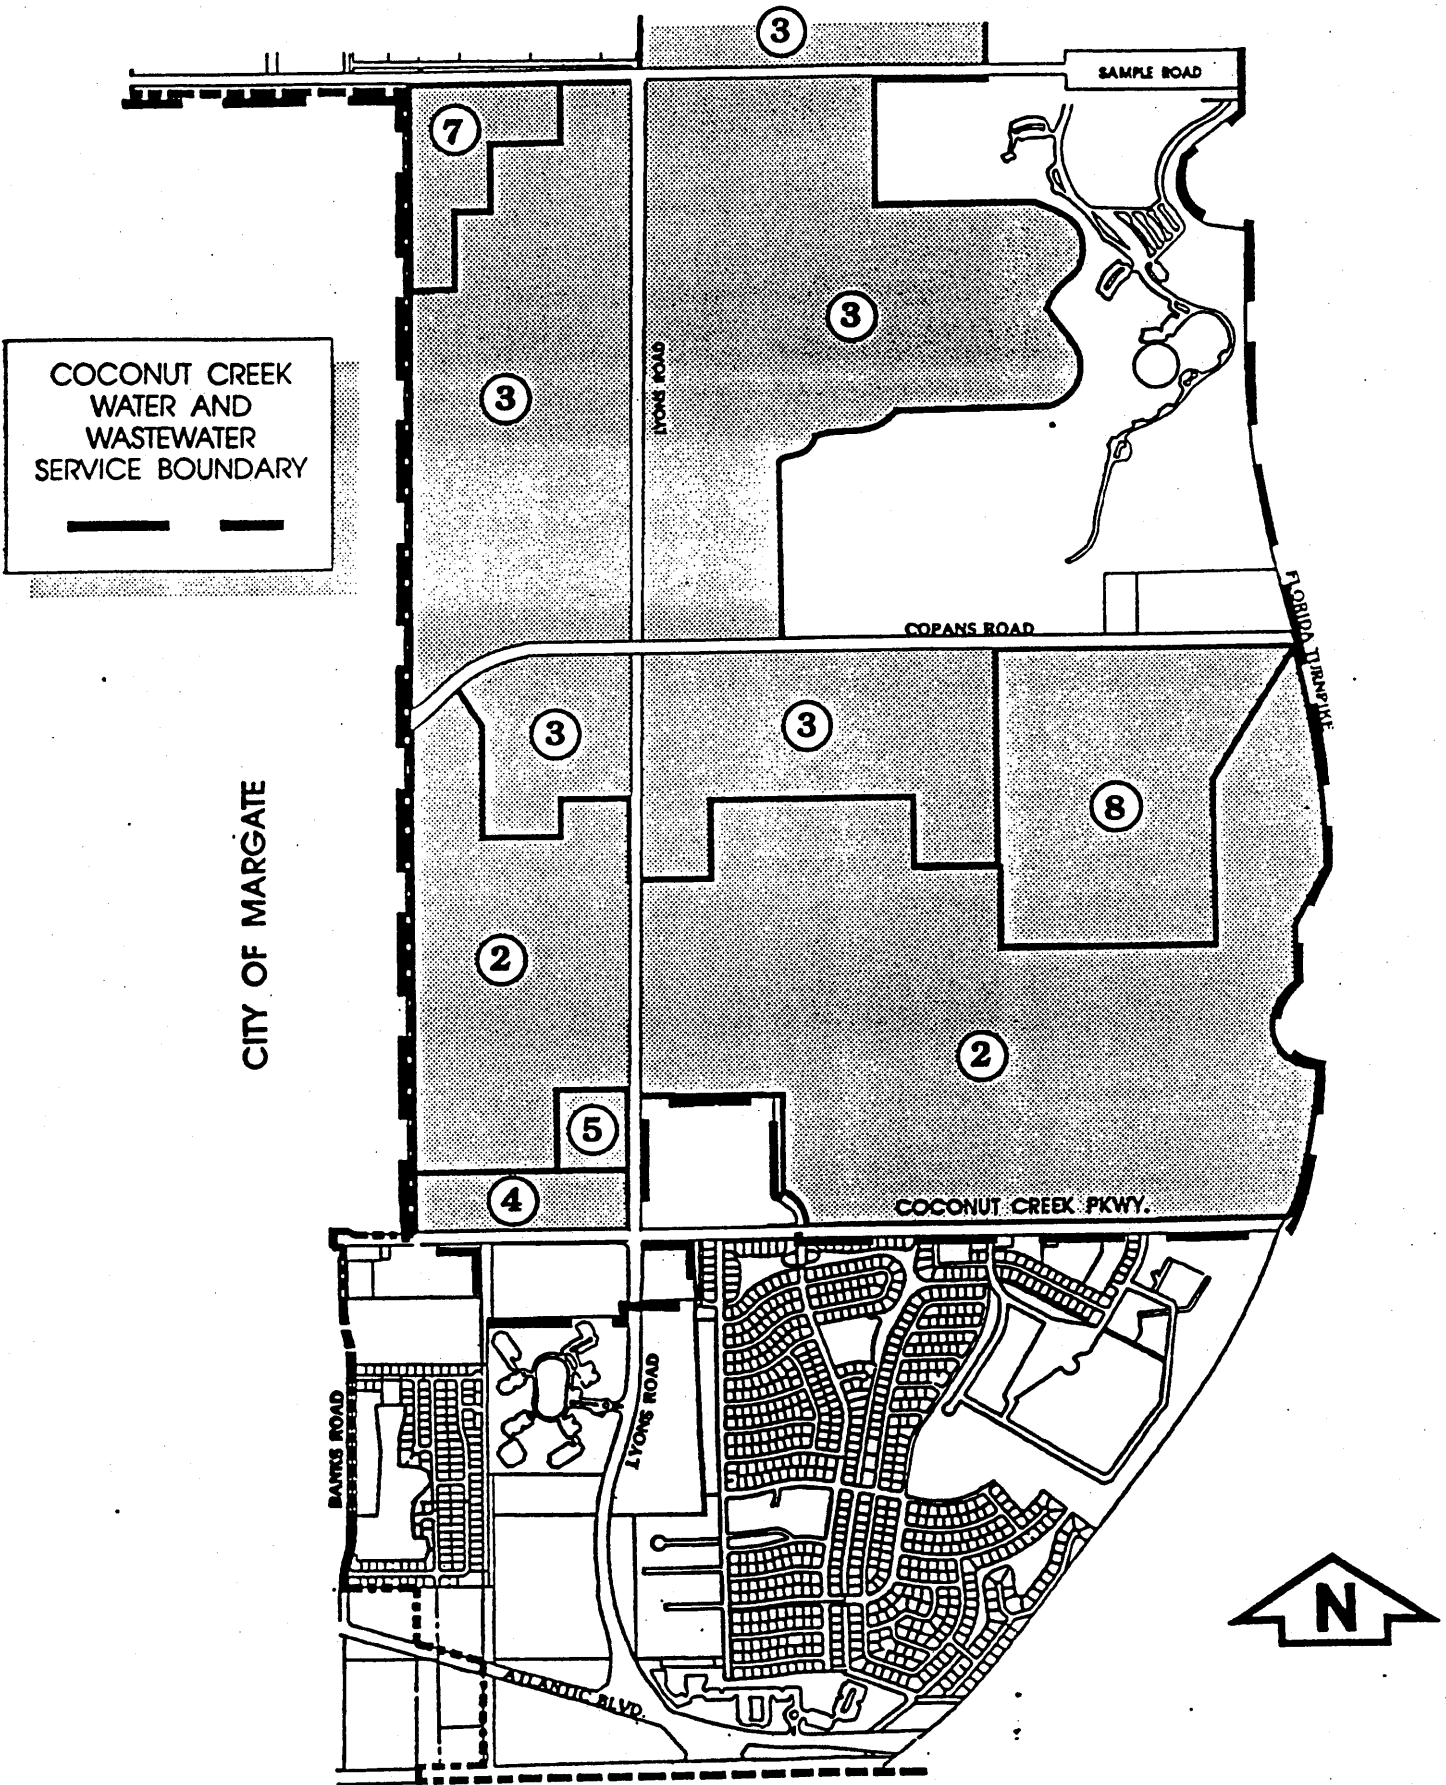 3
SAMPLE ROAD
7
3
3
LYONS ROAD
COCONUT CREEK
WATER AND
WASTEWATER
SERVICE BOUNDARY
COPANS ROAD
FLORIDA TURNPIKE
3
3
8
CITY OF MARGATE
2
2
5
4
COCONUT CREEK PKWY.
BANKS ROAD
LYONS ROAD
ATLANTIC BLVD.
N